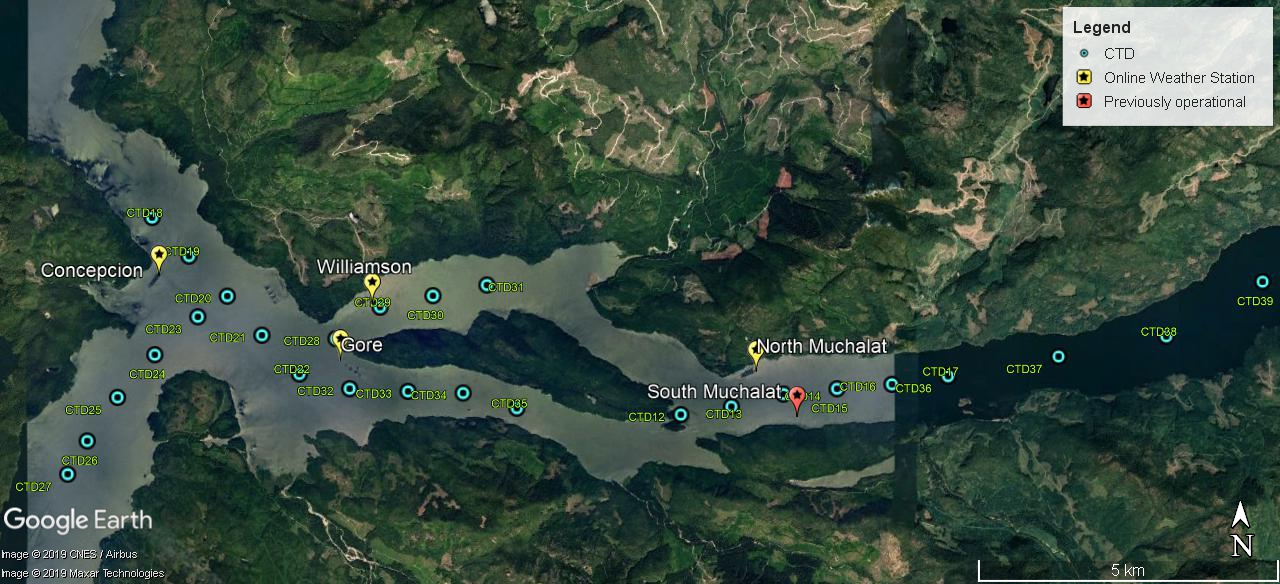 Legend
CTD
Online Weather Station
Previously operational
CTD18
CTD19
Concepcion
Williamson
CTD31
CTD20
CTD29
CTD30
CTD39
CTD23
CTD21
CTD28
Gore
North Muchalat
CTD38
CTD24
CTD22
CTD37
CTD17
CTD32
CTD33
CTD34
South Muchalat
14
CTD16
CTD36
CTD25
CTD35
CTD12
CTD13
CTD15
CTD26
CTD27
Google Earth
Image © 2019 CNES / Airbus
Image © 2019 Maxar Technologies
N
5 km